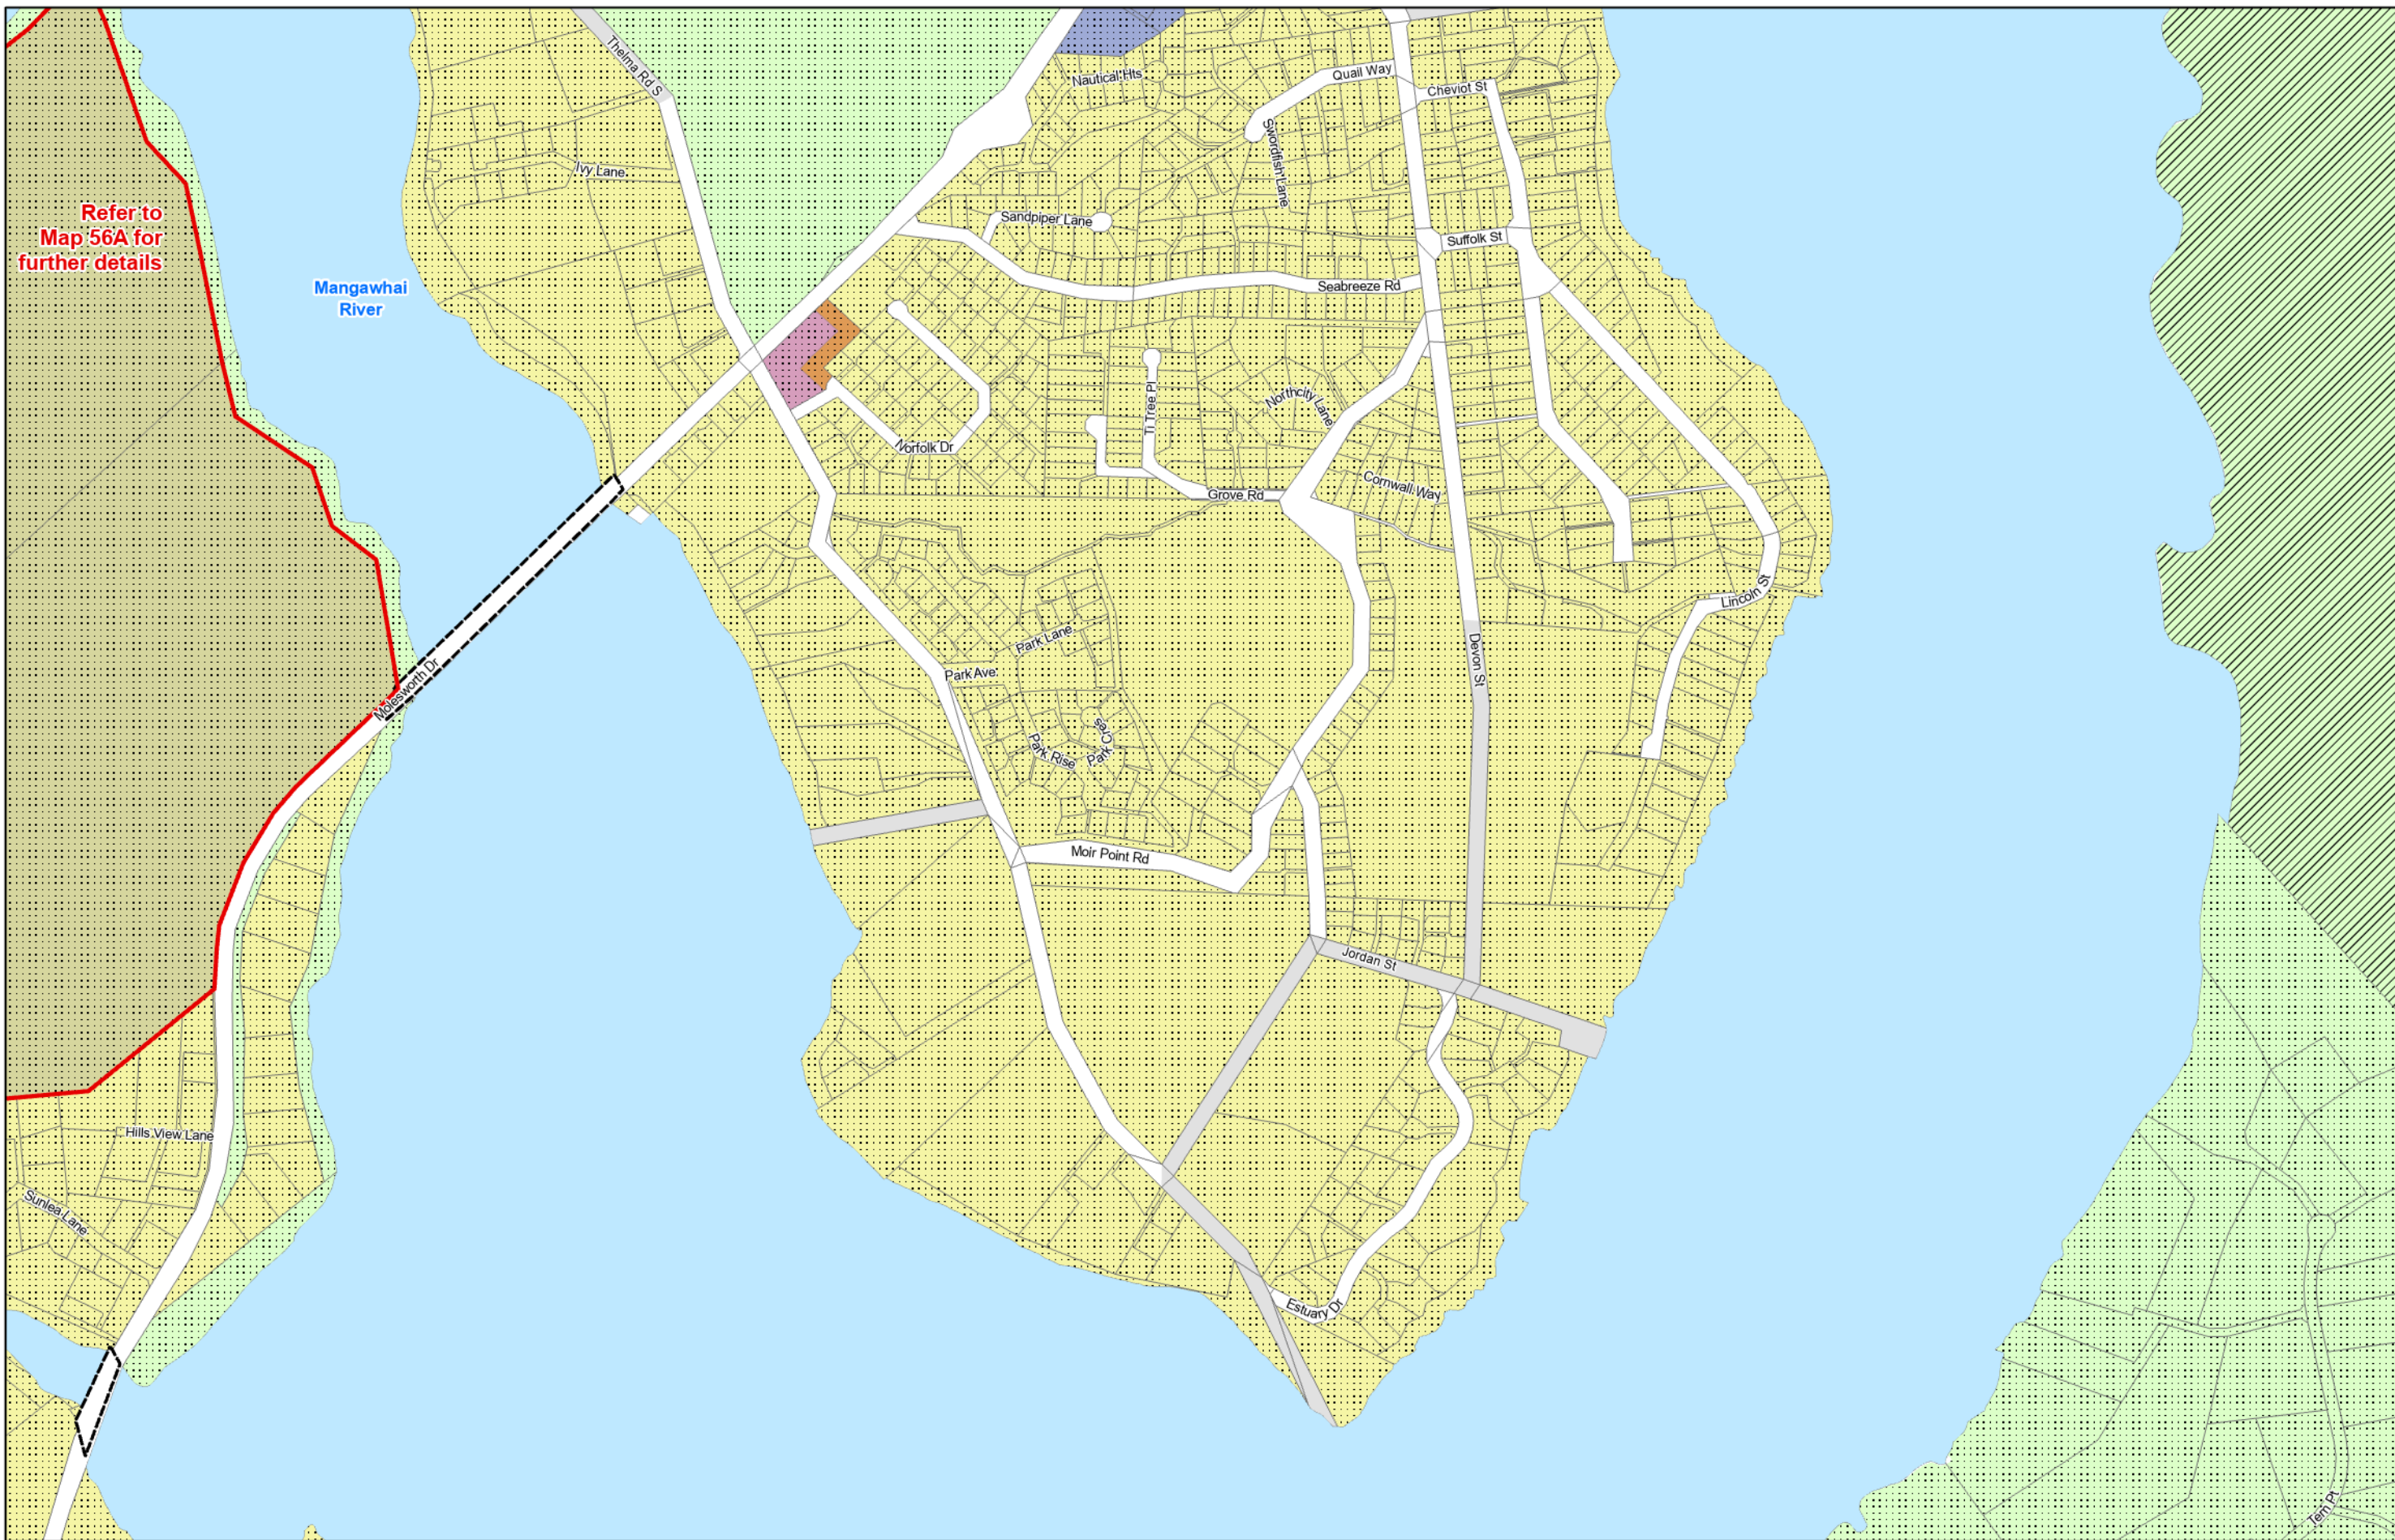 Thelma Rd S
Nautical Hts
Quail Way
Cheviot St
Swordfish Lane
Ivy Lane
Refer to
Map 56A for
further details
Sandpiper Lane
Suffolk St
Mangawhai
River
Seabreeze Rd
Ti Tree Pl
Northcity Lane
Norfolk Dr
Cornwall Way
Grove Rd
Lincoln St
Park Lane
Devon St
Park Ave
Molesworth Dr
Park Cres
Park Rise
Moir Point Rd
Jordan St
Hills View Lane
Sunlea Lane
Estuary Dr
Tern Pt